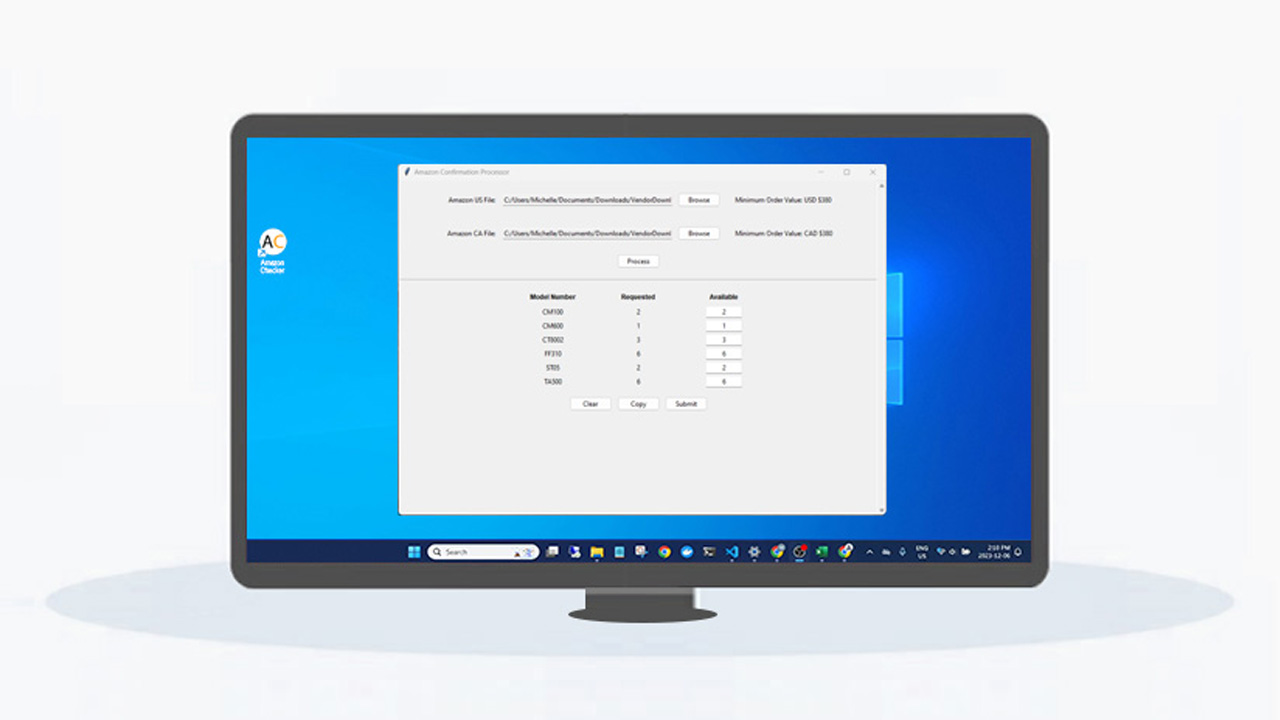 Amazon Confirmation Processor
Amazon US File: C:/Users/Michelle/Documents/Downloads/VendorDownl Browse Minimum Order Value: USD $380
Amazon CA File: C:/Users/Michelle/Documents/Downloads/VendorDownl Browse Minimum Order Value: CAD $380
Process
AC
Amazon
Checker
Model Number Requested Available
CM100 2 2
CM600 1 1
CT8002 3 3
FF310 6 6
ST05 2 2
TA500 6 6
Clear Copy Submit
Search
ENG
US
2:10 PM
2023-12-06